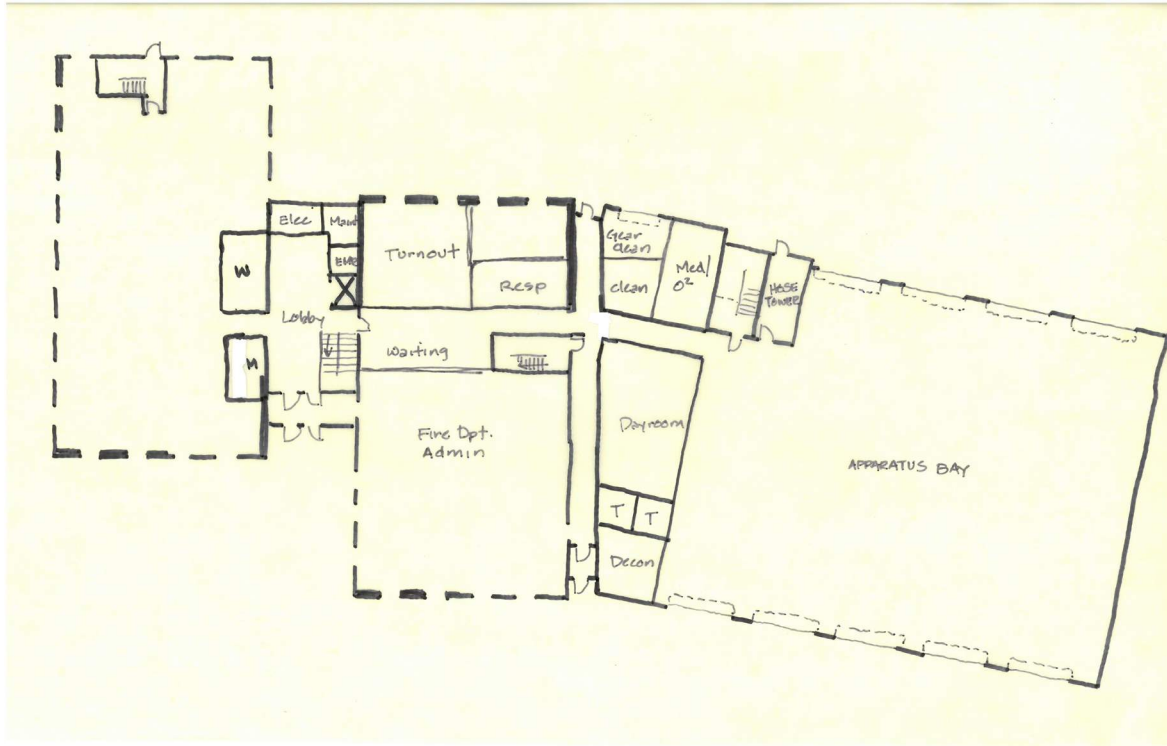 Elec
Maint
Gear
clean
W
Turnout
Elev
Med/
O²
Resp
clean
HOSE
TOWER
Lobby
Waiting
M
Dayroom
Fire Dpt.
Admin
APPARATUS BAY
T
T
Decon